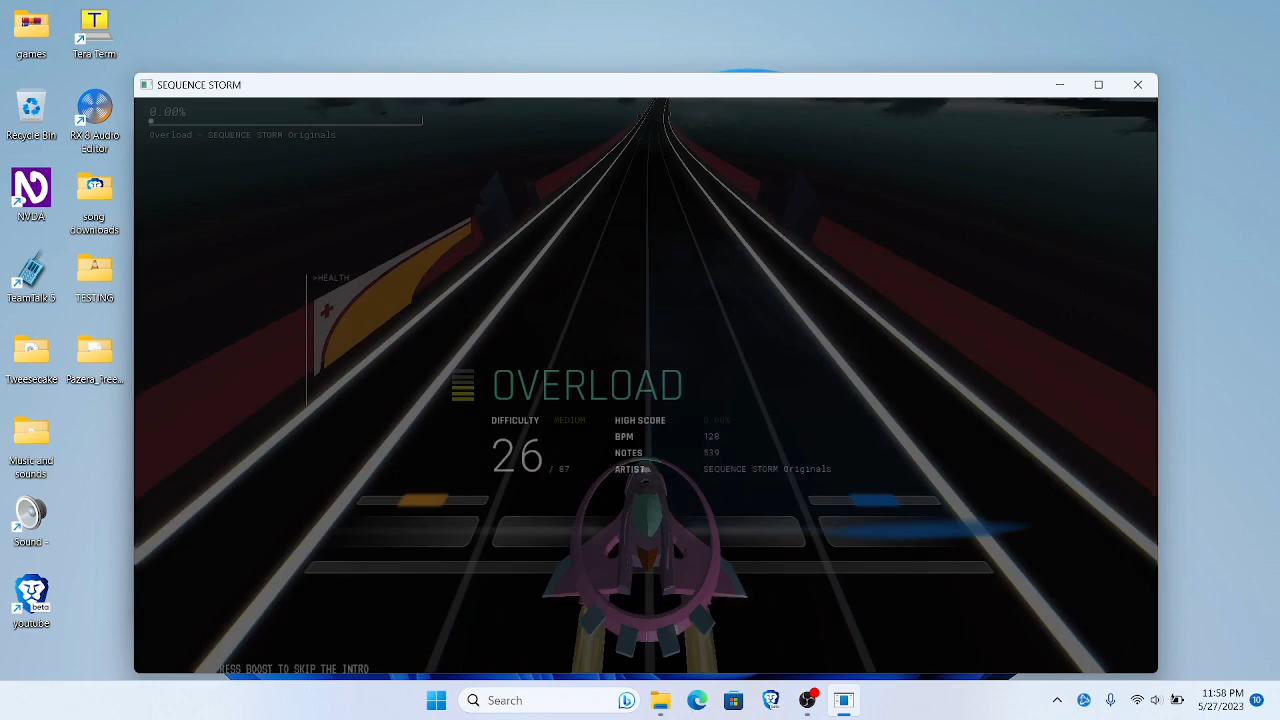 games
Tera Term
Recycle Bin
RX 8 Audio
Editor
NVDA
song
downloads
TeamTalk 5
TESTING
Tweesecake
Pazera_Free...
Music and
sounds
Sound -
beta
youtube
SEQUENCE STORM
0.00%
Overload - SEQUENCE STORM Originals
>HEALTH
OVERLOAD
DIFFICULTY MEDIUM
26 / 87
HIGH SCORE 0.00%
BPM 128
NOTES 539
ARTIST SEQUENCE STORM Originals
RESS BOOST TO SKIP THE INTRO
Search
11:58 PM
5/27/2023
10